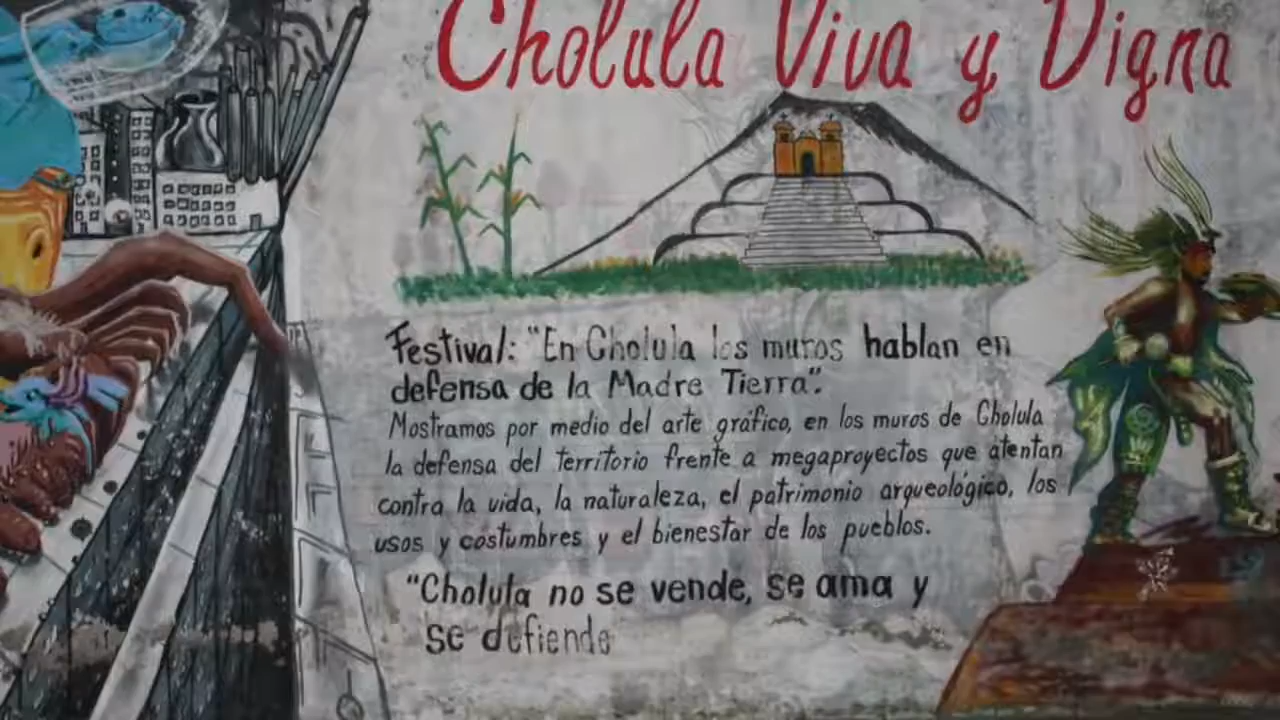 Cholula Viva y Digna
Festival: "En Cholula los muros hablan en
defensa de la Madre Tierra".
Mostramos por medio del arte gráfico, en los muros de Cholula
la defensa del territorio frente a megaproyectos que atentan
contra la vida, la naturaleza, el patrimonio arqueológico, los
usos y costumbres y el bienestar de los pueblos.
"Cholula no se vende, se ama y
se defiende